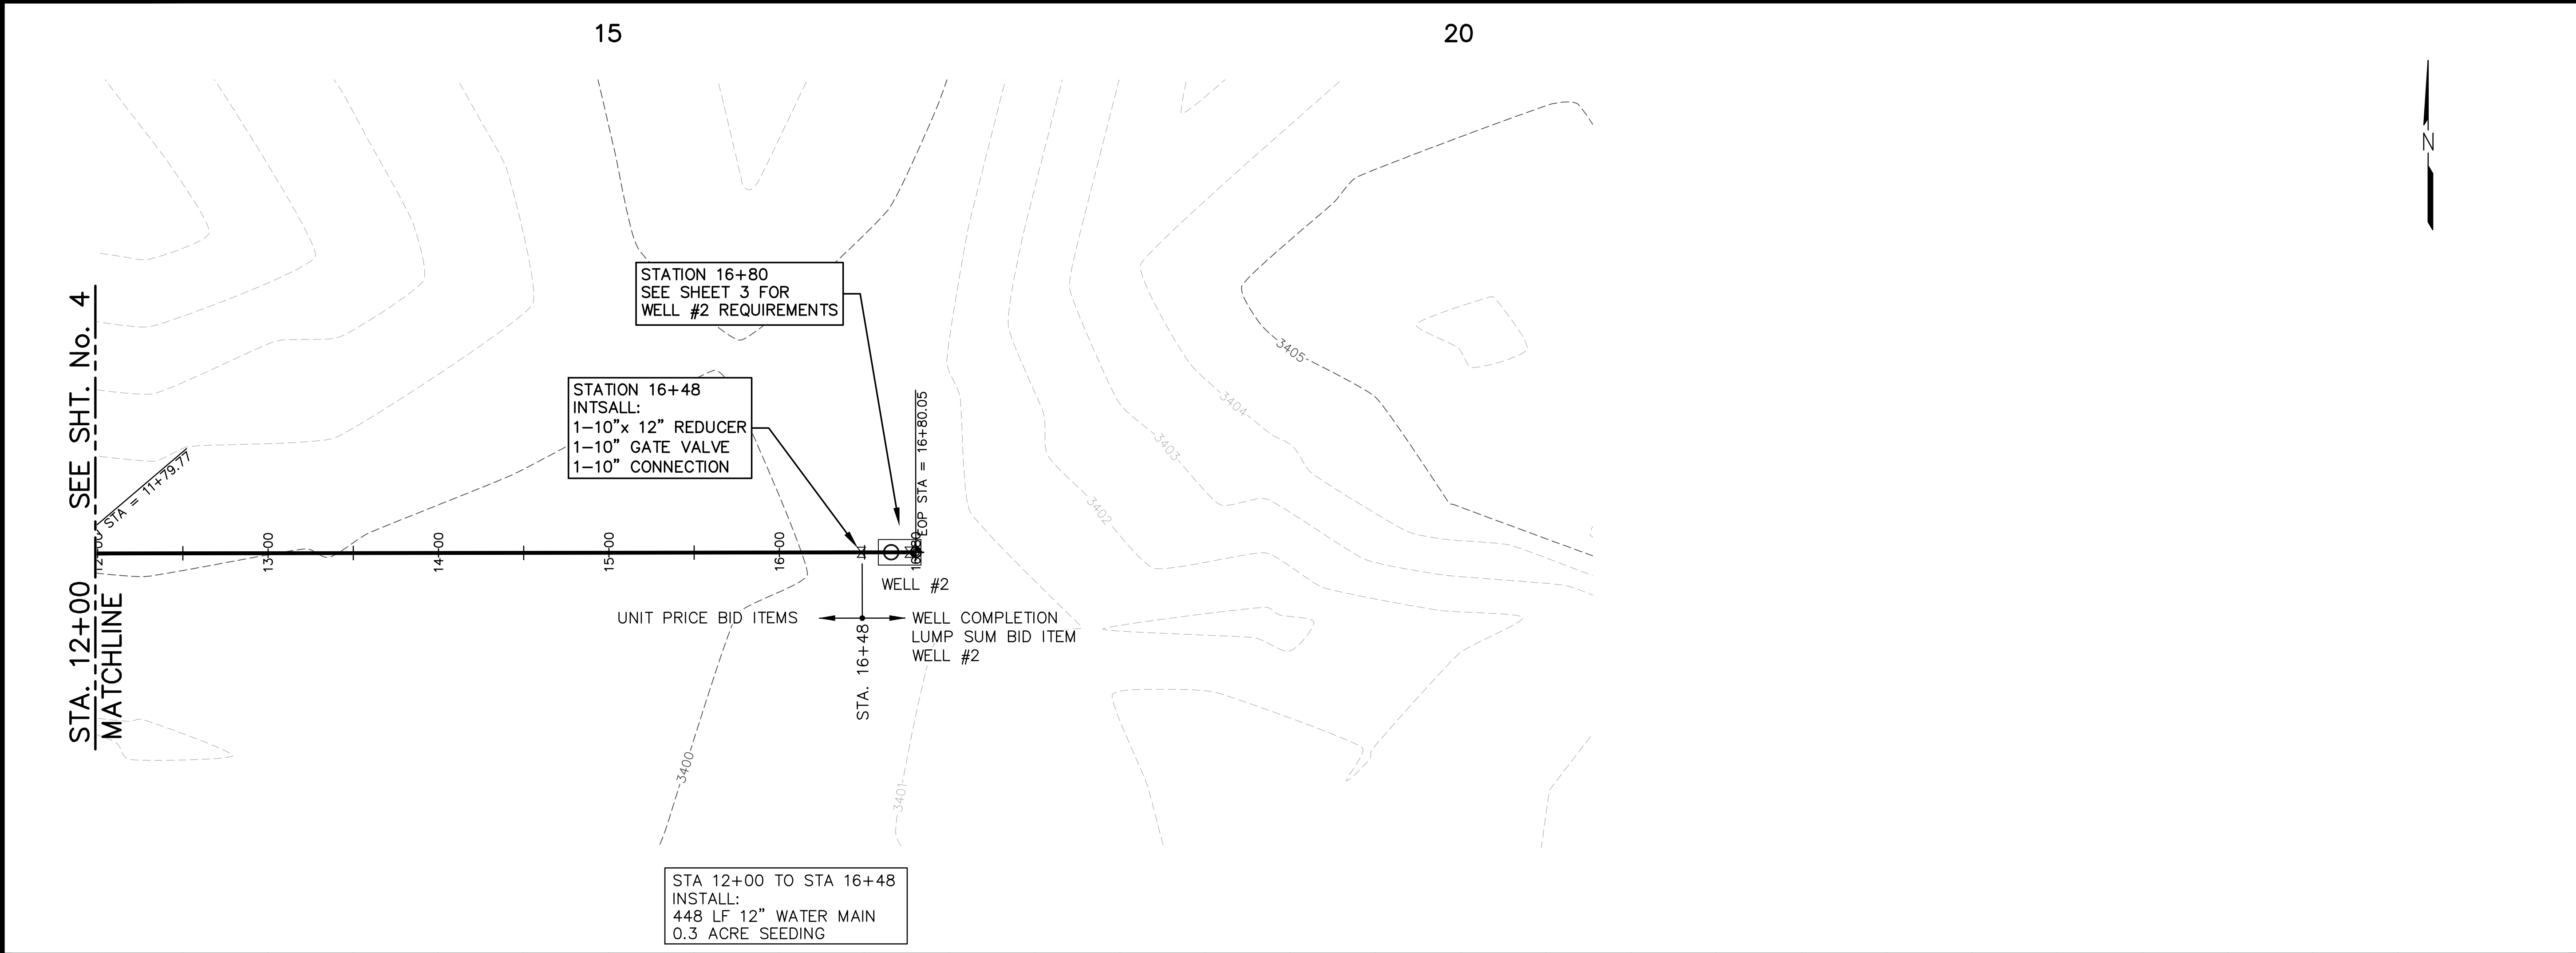 15
20
N
STATION 16+80
SEE SHEET 3 FOR
WELL #2 REQUIREMENTS
STATION 16+48
INTSALL:
1-10"x 12" REDUCER
1-10" GATE VALVE
1-10" CONNECTION
EOP STA = 16+80.05
STA = 11+79.77
STA. 12+00 SEE SHT. No. 4
MATCHLINE
12+00
13+00
14+00
15+00
16+00
WELL #2
UNIT PRICE BID ITEMS
WELL COMPLETION
LUMP SUM BID ITEM
WELL #2
STA. 16+48
3405
3404
3403
3402
3400
3401
STA 12+00 TO STA 16+48
INSTALL:
448 LF 12" WATER MAIN
0.3 ACRE SEEDING